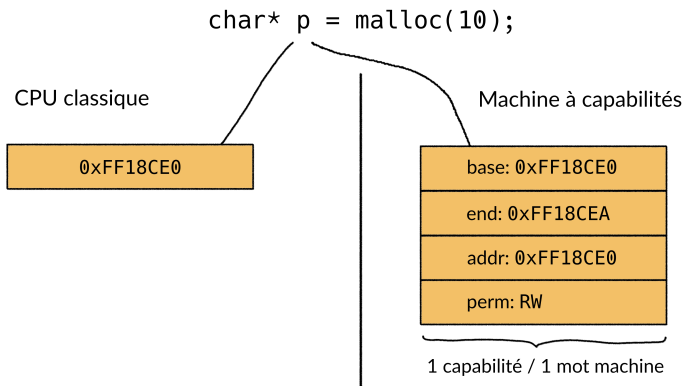 char* p = malloc(10);
CPU classique
Machine à capabilités
0xFF18CE0
base: 0xFF18CE0
end: 0xFF18CEA
addr: 0xFF18CE0
perm: RW
1 capabilité / 1 mot machine